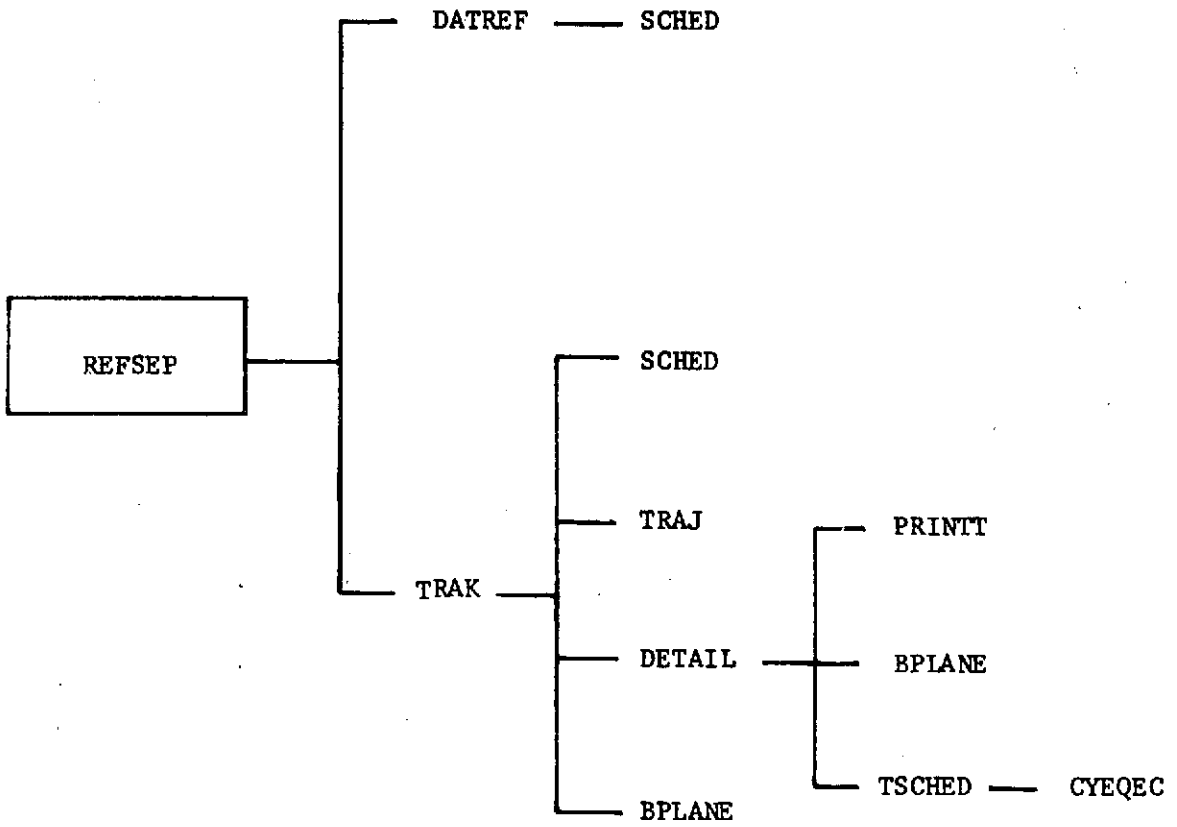 DATREF SCHED
REFSEP
SCHED
TRAJ
PRINTT
TRAK
DETAIL
BPLANE
TSCHED
CYEQEC
BPLANE